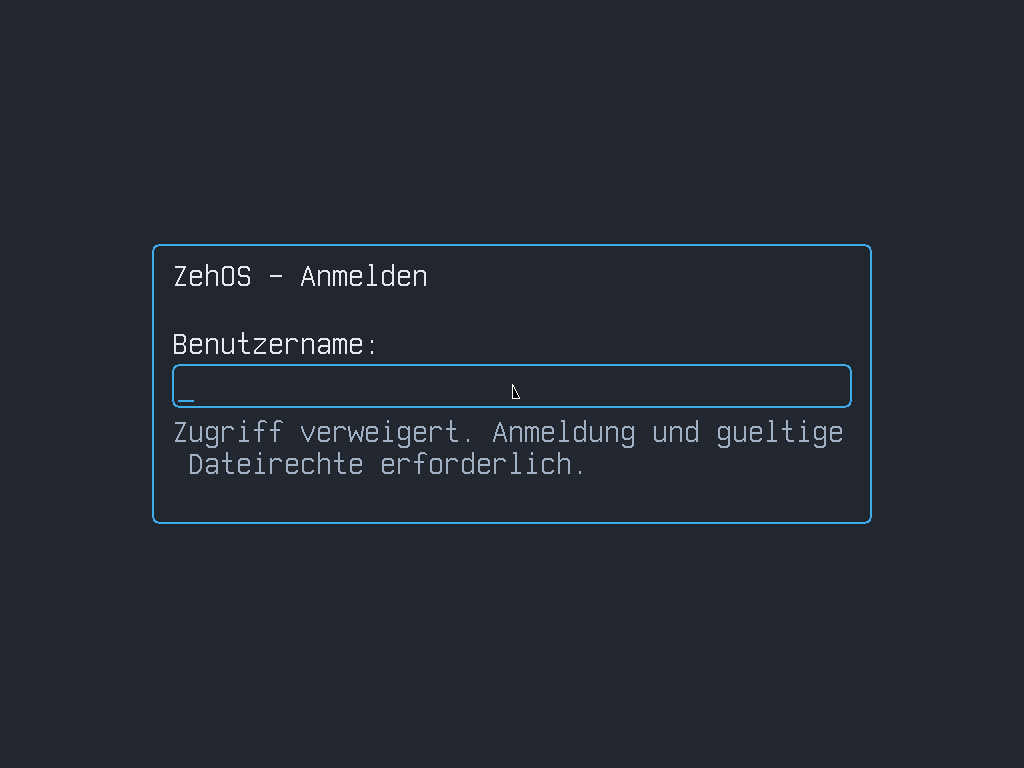 ZehOS - Anmelden
Benutzername:
_
Zugriff verweigert. Anmeldung und gueltige
Dateirechte erforderlich.